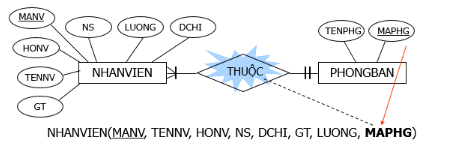 MANV
NS
LUONG
DCHI
TENPHG
MAPHG
HONV
TENNV
GT
NHANVIEN
THUỘC
PHONGBAN
NHANVIEN(MANV, TENNV, HONV, NS, DCHI, GT, LUONG, MAPHG)